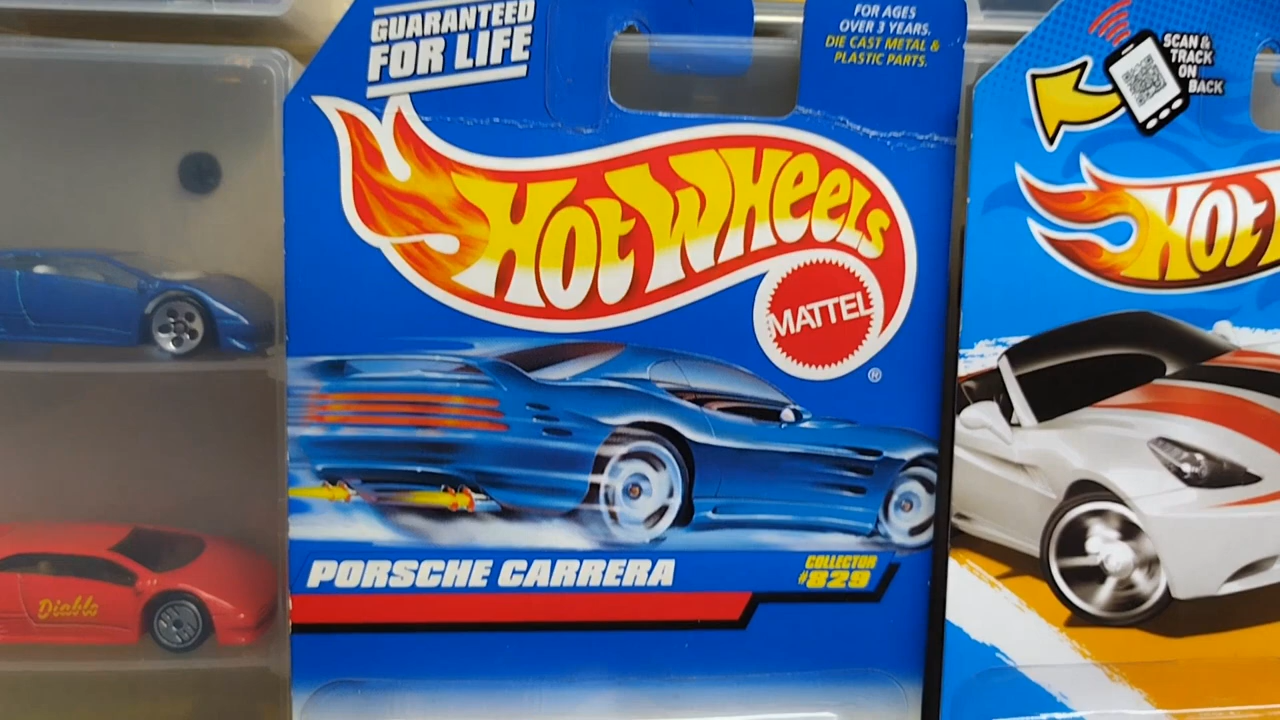 GUARANTEED
FOR LIFE
FOR AGES
OVER 3 YEARS.
DIE CAST METAL &
PLASTIC PARTS.
HOT WHEELS
MATTEL
®
PORSCHE CARRERA
COLLECTOR
#829
SCAN &
TRACK
ON
BACK
HOT W
Diablo